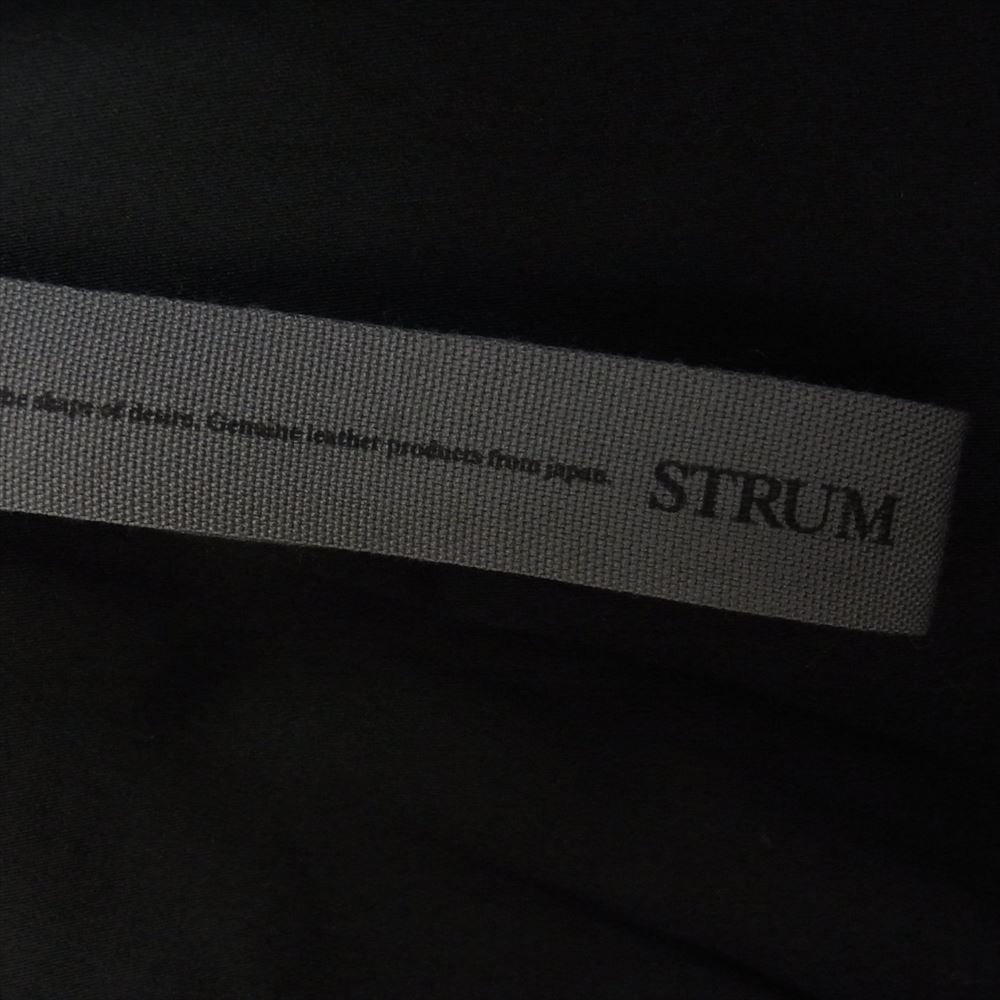 the shape of desire. Genuine leather products from japan. STRUM